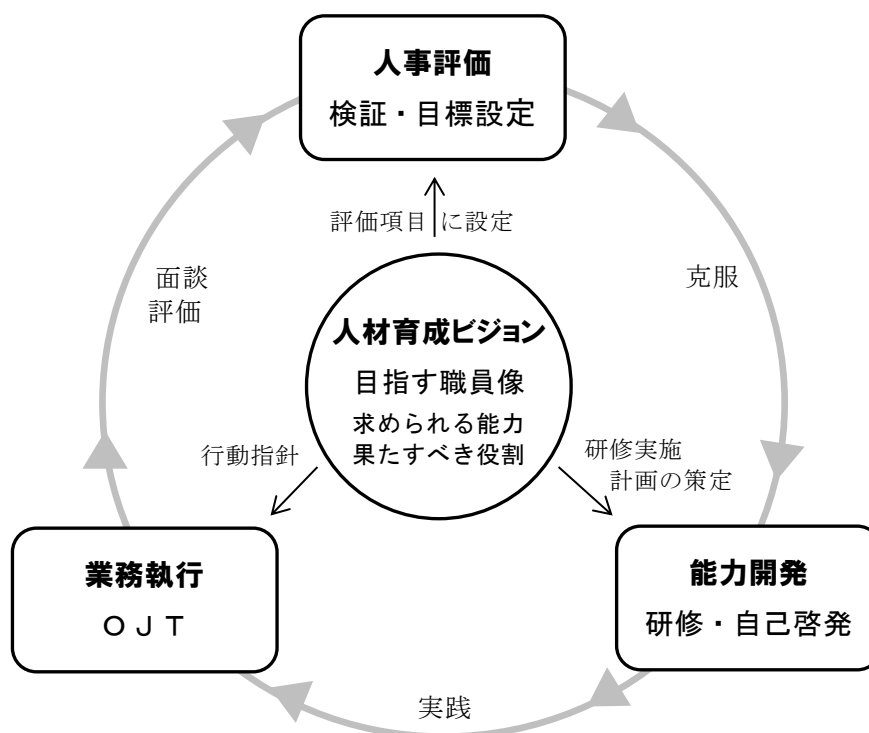 人事評価
検証・目標設定
評価項目に設定
面談
評価
克服
人材育成ビジョン
目指す職員像
求められる能力
果たすべき役割
行動指針
研修実施
計画の策定
業務執行
ＯＪＴ
能力開発
研修・自己啓発
実践